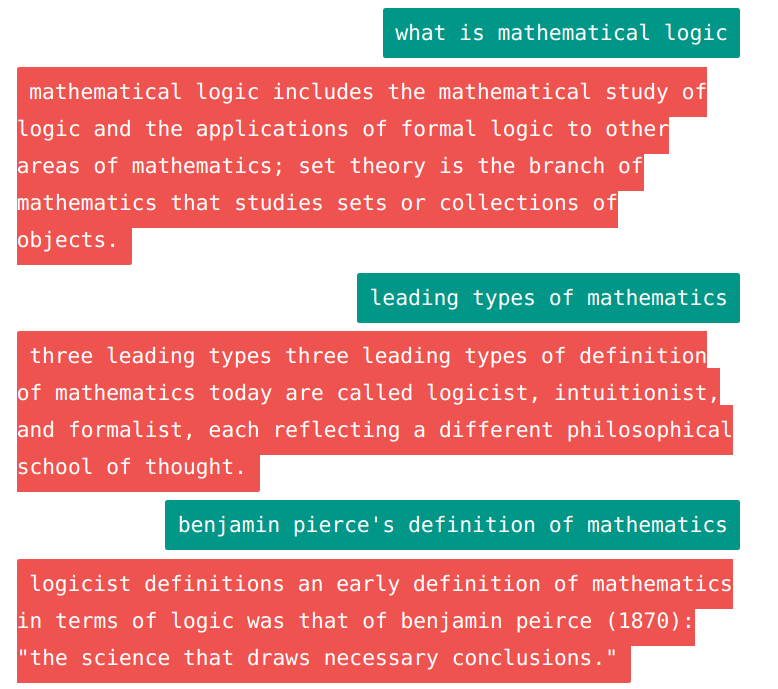 what is mathematical logic
mathematical logic includes the mathematical study of
logic and the applications of formal logic to other
areas of mathematics; set theory is the branch of
mathematics that studies sets or collections of
objects.
leading types of mathematics
three leading types three leading types of definition
of mathematics today are called logicist, intuitionist,
and formalist, each reflecting a different philosophical
school of thought.
benjamin pierce's definition of mathematics
logicist definitions an early definition of mathematics
in terms of logic was that of benjamin peirce (1870):
"the science that draws necessary conclusions."